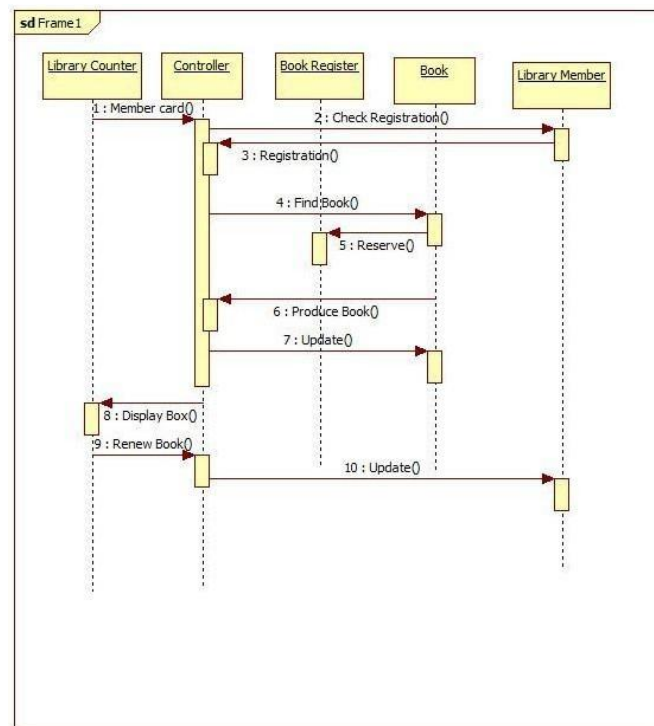 sd Frame1
Library Counter
Controller
Book Register
Book
Library Member
1 : Member card()
2 : Check Registration()
3 : Registration()
4 : Find Book()
5 : Reserve()
6 : Produce Book()
7 : Update()
8 : Display Box()
9 : Renew Book()
10 : Update()